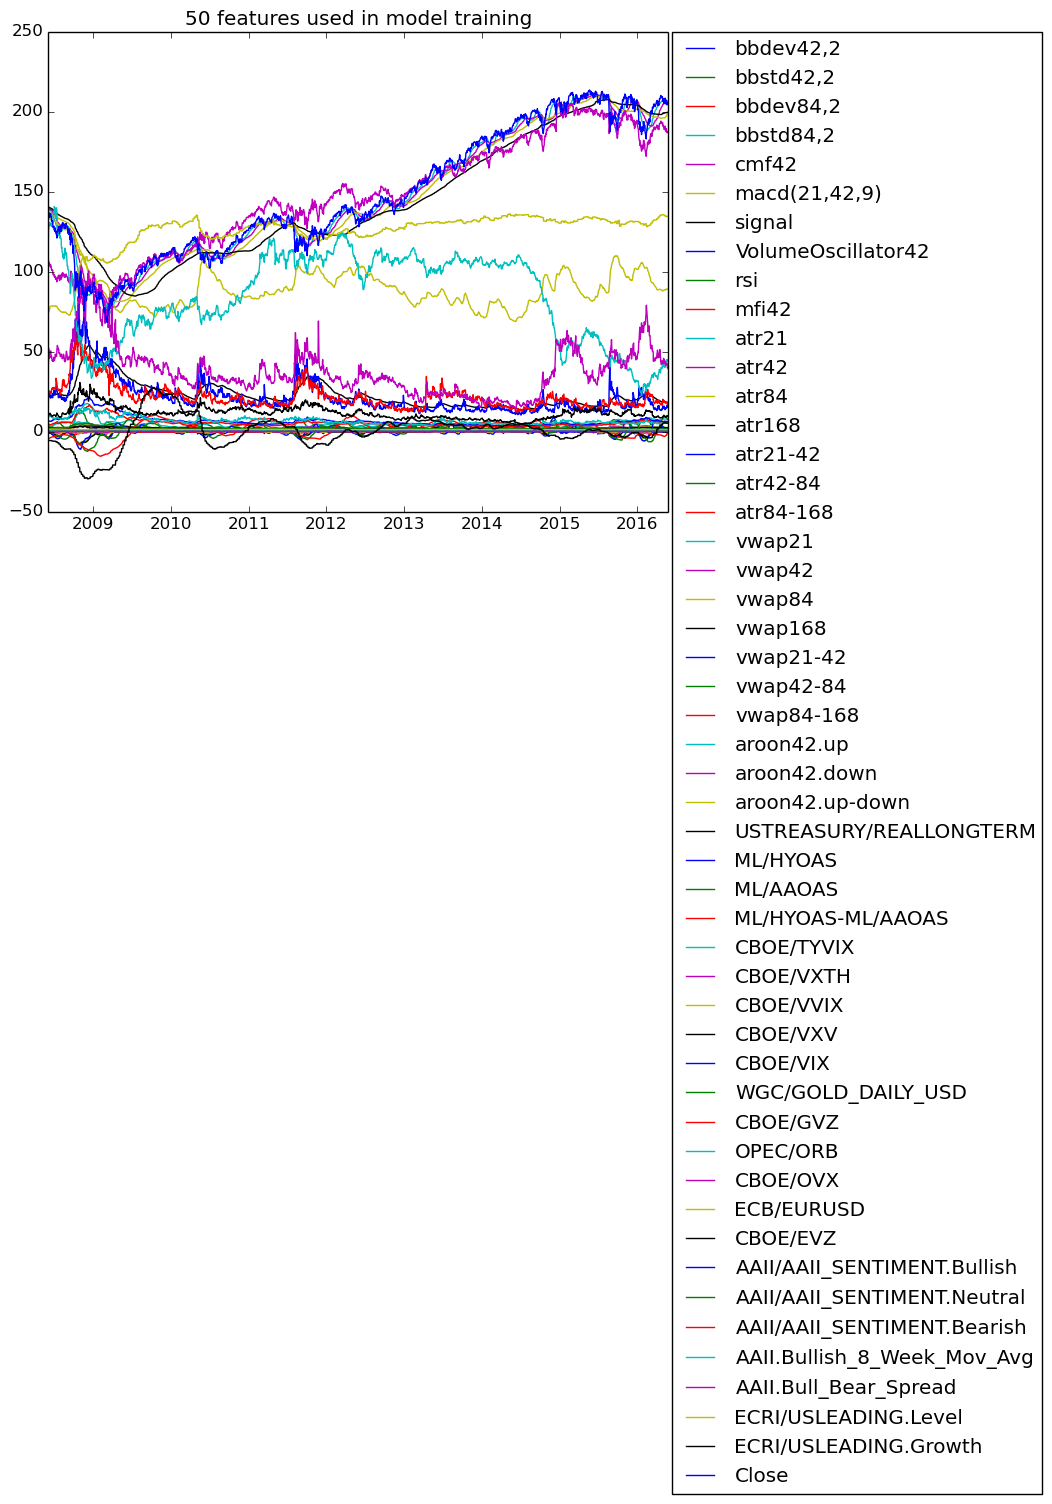 50 features used in model training
250
200
150
100
50
0
−50
2009 2010 2011 2012 2013 2014 2015 2016
bbdev42,2
bbstd42,2
bbdev84,2
bbstd84,2
cmf42
macd(21,42,9)
signal
VolumeOscillator42
rsi
mfi42
atr21
atr42
atr84
atr168
atr21-42
atr42-84
atr84-168
vwap21
vwap42
vwap84
vwap168
vwap21-42
vwap42-84
vwap84-168
aroon42.up
aroon42.down
aroon42.up-down
USTREASURY/REALLONGTERM
ML/HYOAS
ML/AAOAS
ML/HYOAS-ML/AAOAS
CBOE/TYVIX
CBOE/VXTH
CBOE/VVIX
CBOE/VXV
CBOE/VIX
WGC/GOLD_DAILY_USD
CBOE/GVZ
OPEC/ORB
CBOE/OVX
ECB/EURUSD
CBOE/EVZ
AAII/AAII_SENTIMENT.Bullish
AAII/AAII_SENTIMENT.Neutral
AAII/AAII_SENTIMENT.Bearish
AAII.Bullish_8_Week_Mov_Avg
AAII.Bull_Bear_Spread
ECRI/USLEADING.Level
ECRI/USLEADING.Growth
Close